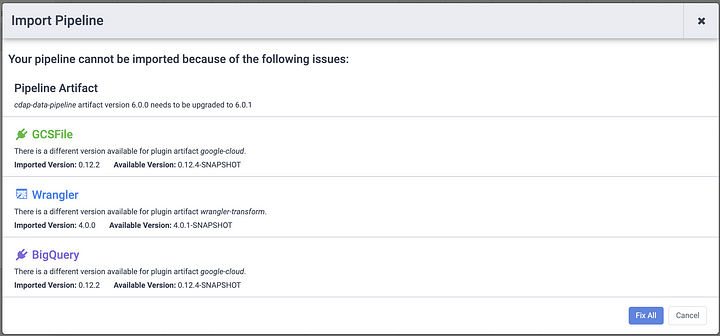 Import Pipeline
Your pipeline cannot be imported because of the following issues:
Pipeline Artifact
cdap-data-pipeline artifact version 6.0.0 needs to be upgraded to 6.0.1
GCSFile
There is a different version available for plugin artifact google-cloud.
Imported Version: 0.12.2 Available Version: 0.12.4-SNAPSHOT
Wrangler
There is a different version available for plugin artifact wrangler-transform.
Imported Version: 4.0.0 Available Version: 4.0.1-SNAPSHOT
BigQuery
There is a different version available for plugin artifact google-cloud.
Imported Version: 0.12.2 Available Version: 0.12.4-SNAPSHOT
Fix All Cancel